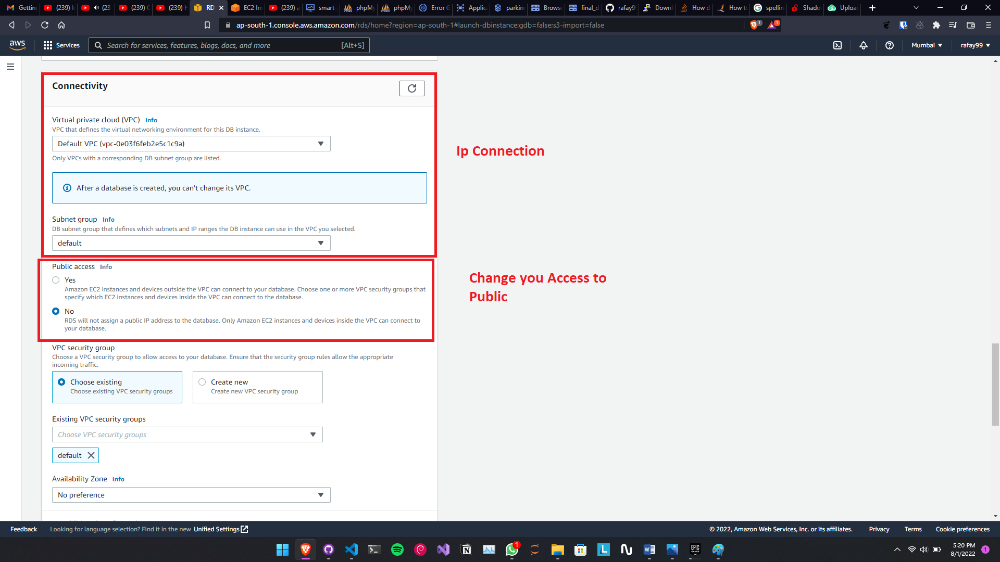 Getting
(23
(239) C
(239) H
RD
EC2 In
(239) a
smart-
phpMy
phpMy
Error G
Applic
parkin
Browse
final_d
rafay9
Downl
How d
How to
spellin
Shado
Uploa
ap-south-1.console.aws.amazon.com/rds/home?region=ap-south-1#launch-dbinstance:gdb=false;s3-import=false
1
1
aws
Services
Search for services, features, blogs, docs, and more
[Alt+S]
Mumbai
rafay99
Connectivity
Virtual private cloud (VPC) Info
VPC that defines the virtual networking environment for this DB instance.
Default VPC (vpc-0e03f6feb2e5c1c9a)
Only VPCs with a corresponding DB subnet group are listed.
Ip Connection
After a database is created, you can't change its VPC.
Subnet group Info
DB subnet group that defines which subnets and IP ranges the DB instance can use in the VPC you selected.
default
Public access Info
Yes
Amazon EC2 instances and devices outside the VPC can connect to your database. Choose one or more VPC security groups that
specify which EC2 instances and devices inside the VPC can connect to the database.
Change you Access to
Public
No
RDS will not assign a public IP address to the database. Only Amazon EC2 instances and devices inside the VPC can connect to
your database.
VPC security group
Choose a VPC security group to allow access to your database. Ensure that the security group rules allow the appropriate
incoming traffic.
Choose existing
Choose existing VPC security groups
Create new
Create new VPC security group
Existing VPC security groups
Choose VPC security groups
default
Availability Zone Info
No preference
Feedback
Looking for language selection? Find it in the new Unified Settings
© 2022, Amazon Web Services, Inc. or its affiliates.
Privacy
Terms
Cookie preferences
1
EPIC
GAMES
5:20 PM
8/1/2022
1